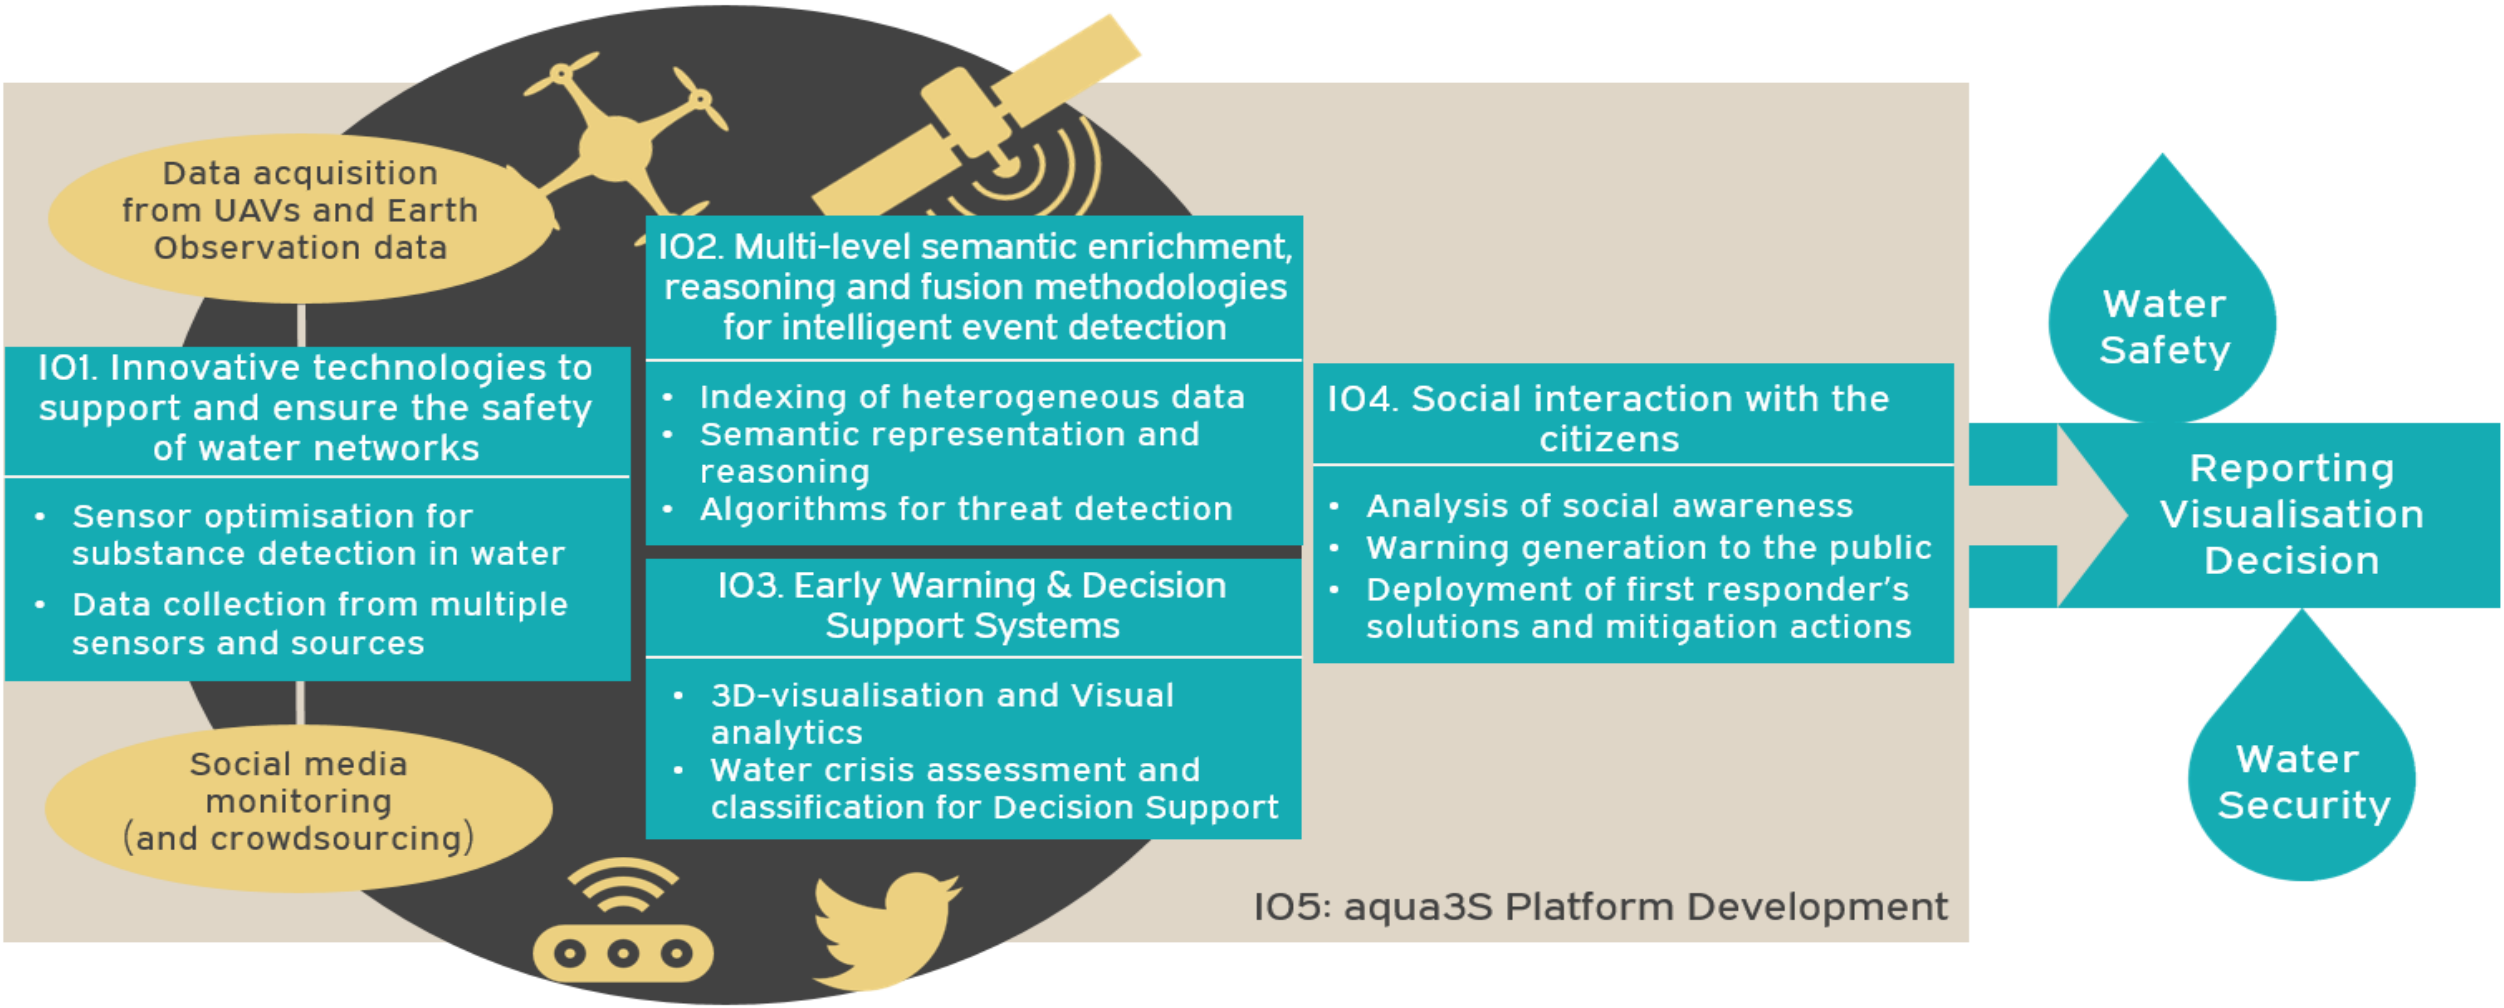 Data acquisition
from UAVs and Earth
Observation data
IO1. Innovative technologies to
support and ensure the safety
of water networks
• Sensor optimisation for
substance detection in water
• Data collection from multiple
sensors and sources
Social media
monitoring
(and crowdsourcing)
IO2. Multi-level semantic enrichment,
reasoning and fusion methodologies
for intelligent event detection
• Indexing of heterogeneous data
• Semantic representation and
reasoning
• Algorithms for threat detection
IO3. Early Warning & Decision
Support Systems
• 3D-visualisation and Visual
analytics
• Water crisis assessment and
classification for Decision Support
IO4. Social interaction with the
citizens
• Analysis of social awareness
• Warning generation to the public
• Deployment of first responder's
solutions and mitigation actions
IO5: aqua3S Platform Development
Water
Safety
Reporting
Visualisation
Decision
Water
Security